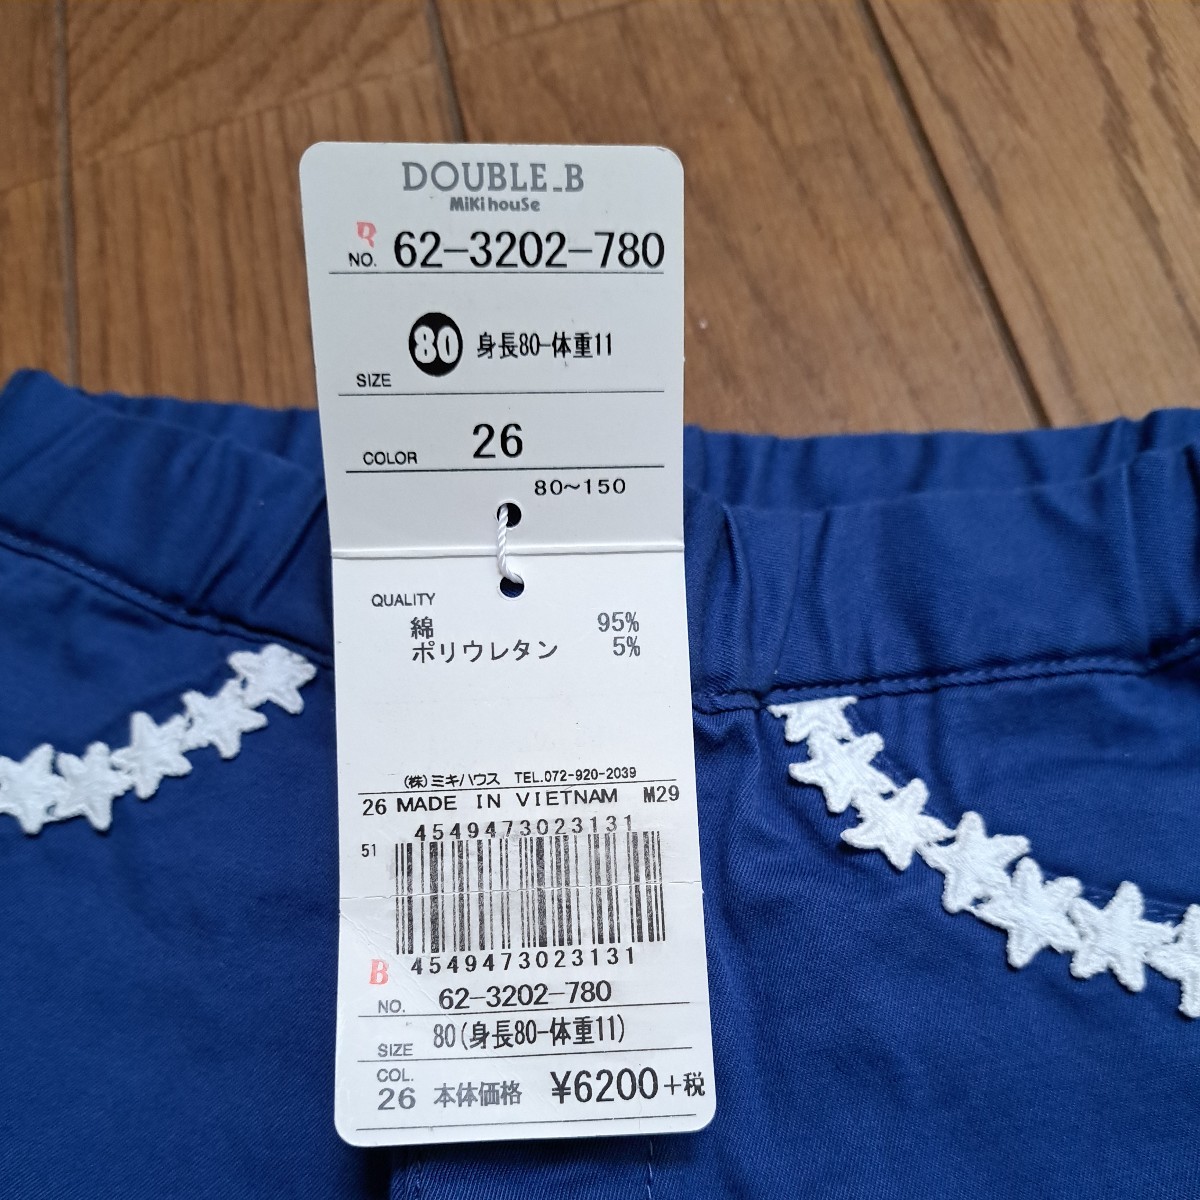 DOUBLE_B
MiKihouSe
NO. 62-3202-780
SIZE 80 身長80-体重11
COLOR 26
80~150
QUALITY
綿 95%
ポリウレタン 5%
(株)ミキハウス TEL.072-920-2039
26 MADE IN VIETNAM M29
4549473023131
51
4549473023131
B
NO. 62-3202-780
SIZE 80(身長80-体重11)
COL. 26 本体価格 ¥6200+税